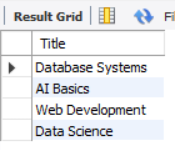 Result Grid
Title
Database Systems
AI Basics
Web Development
Data Science